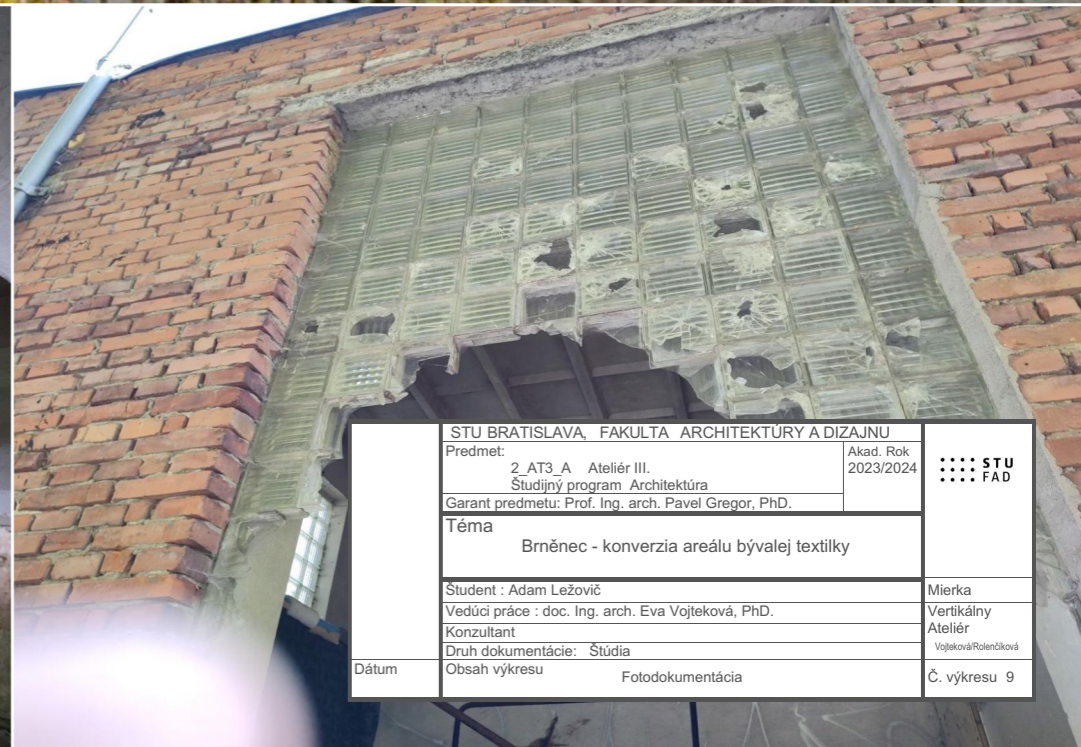 STU BRATISLAVA, FAKULTA ARCHITEKTÚRY A DIZAJNU
Predmet:
2_AT3_A Ateliér III.
Študijný program Architektúra
Akad. Rok
2023/2024
Garant predmetu: Prof. Ing. arch. Pavel Gregor, PhD.
STU
FAD
Téma
Brněnec - konverzia areálu bývalej textilky
Študent : Adam Ležovič
Mierka
Vedúci práce : doc. Ing. arch. Eva Vojteková, PhD.
Vertikálny
Ateliér
Vojteková/Rolenčíková
Konzultant
Druh dokumentácie: Štúdia
Dátum
Obsah výkresu
Fotodokumentácia
Č. výkresu 9